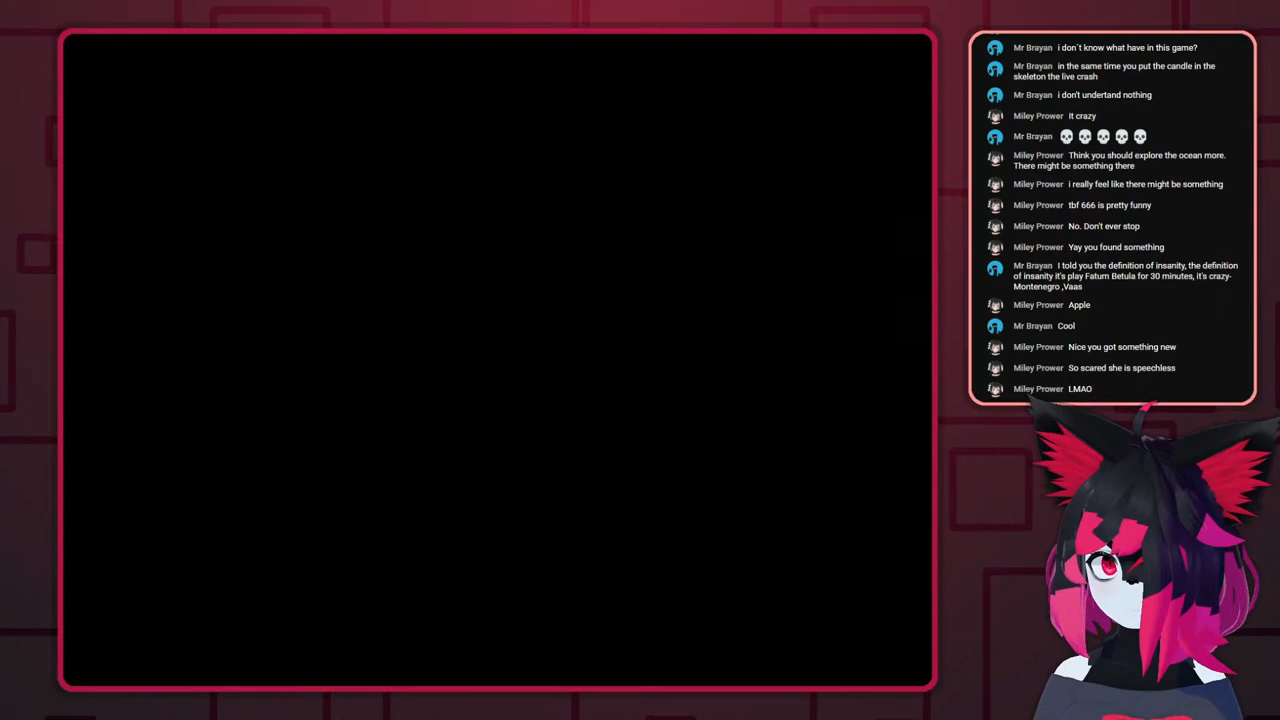 Mr Brayan i don´t know what have in this game?
Mr Brayan in the same time you put the candle in the
skeleton the live crash
Mr Brayan i don't undertand nothing
Miley Prower It crazy
Mr Brayan 💀 💀 💀 💀 💀
Miley Prower Think you should explore the ocean more.
There might be something there
Miley Prower i really feel like there might be something
Miley Prower tbf 666 is pretty funny
Miley Prower No. Don't ever stop
Miley Prower Yay you found something
Mr Brayan I told you the definition of insanity, the definition
of insanity it's play Fatum Betula for 30 minutes, it's crazy-
Montenegro ,Vaas
Miley Prower Apple
Mr Brayan Cool
Miley Prower Nice you got something new
Miley Prower So scared she is speechless
Miley Prower LMAO